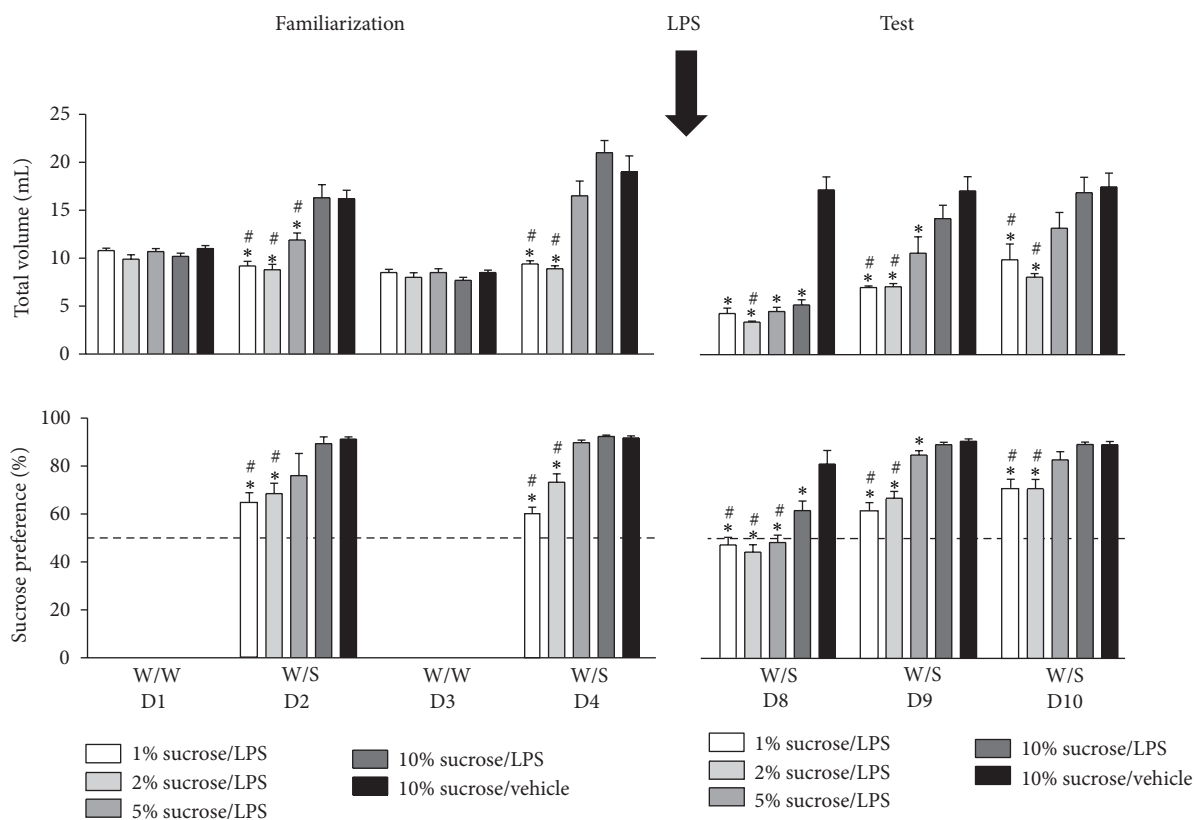 Familiarization LPS Test
Total volume (mL)
25
20
15
10
5
0
# * # * # *
# * # *
* # * * *
# * # * *
# * # *
Sucrose preference (%)
100
80
60
40
20
0
# * # *
# * # *
# * # * # * *
# * # * *
# * # *
W/W W/S W/W W/S W/S W/S W/S
D1 D2 D3 D4 D8 D9 D10
1% sucrose/LPS
2% sucrose/LPS
5% sucrose/LPS
10% sucrose/LPS
10% sucrose/vehicle
1% sucrose/LPS
2% sucrose/LPS
5% sucrose/LPS
10% sucrose/LPS
10% sucrose/vehicle